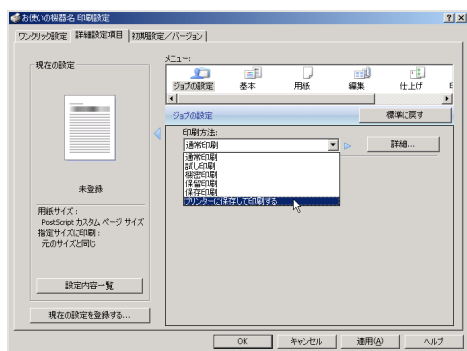 お使いの機器名 印刷設定
ワンクリック設定 詳細設定項目 初期設定／バージョン
現在の設定
未登録
用紙サイズ：
PostScript カスタム ページ サイズ
指定サイズに印刷：
元のサイズと同じ
設定内容一覧
現在の設定を登録する...
メニュー:
ジョブの設定 基本 用紙 編集 仕上げ
ジョブの設定 標準に戻す
印刷方法:
通常印刷 詳細...
通常印刷
試し印刷
機密印刷
保留印刷
保存印刷
プリンターに保存して印刷する
OK キャンセル 適用(A) ヘルプ